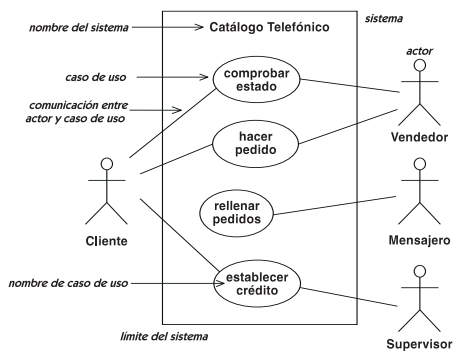 nombre del sistema
Catálogo Telefónico
sistema
actor
caso de uso
comprobar
estado
comunicación entre
actor y caso de uso
Vendedor
hacer
pedido
rellenar
pedidos
Cliente
Mensajero
nombre de caso de uso
establecer
crédito
límite del sistema
Supervisor